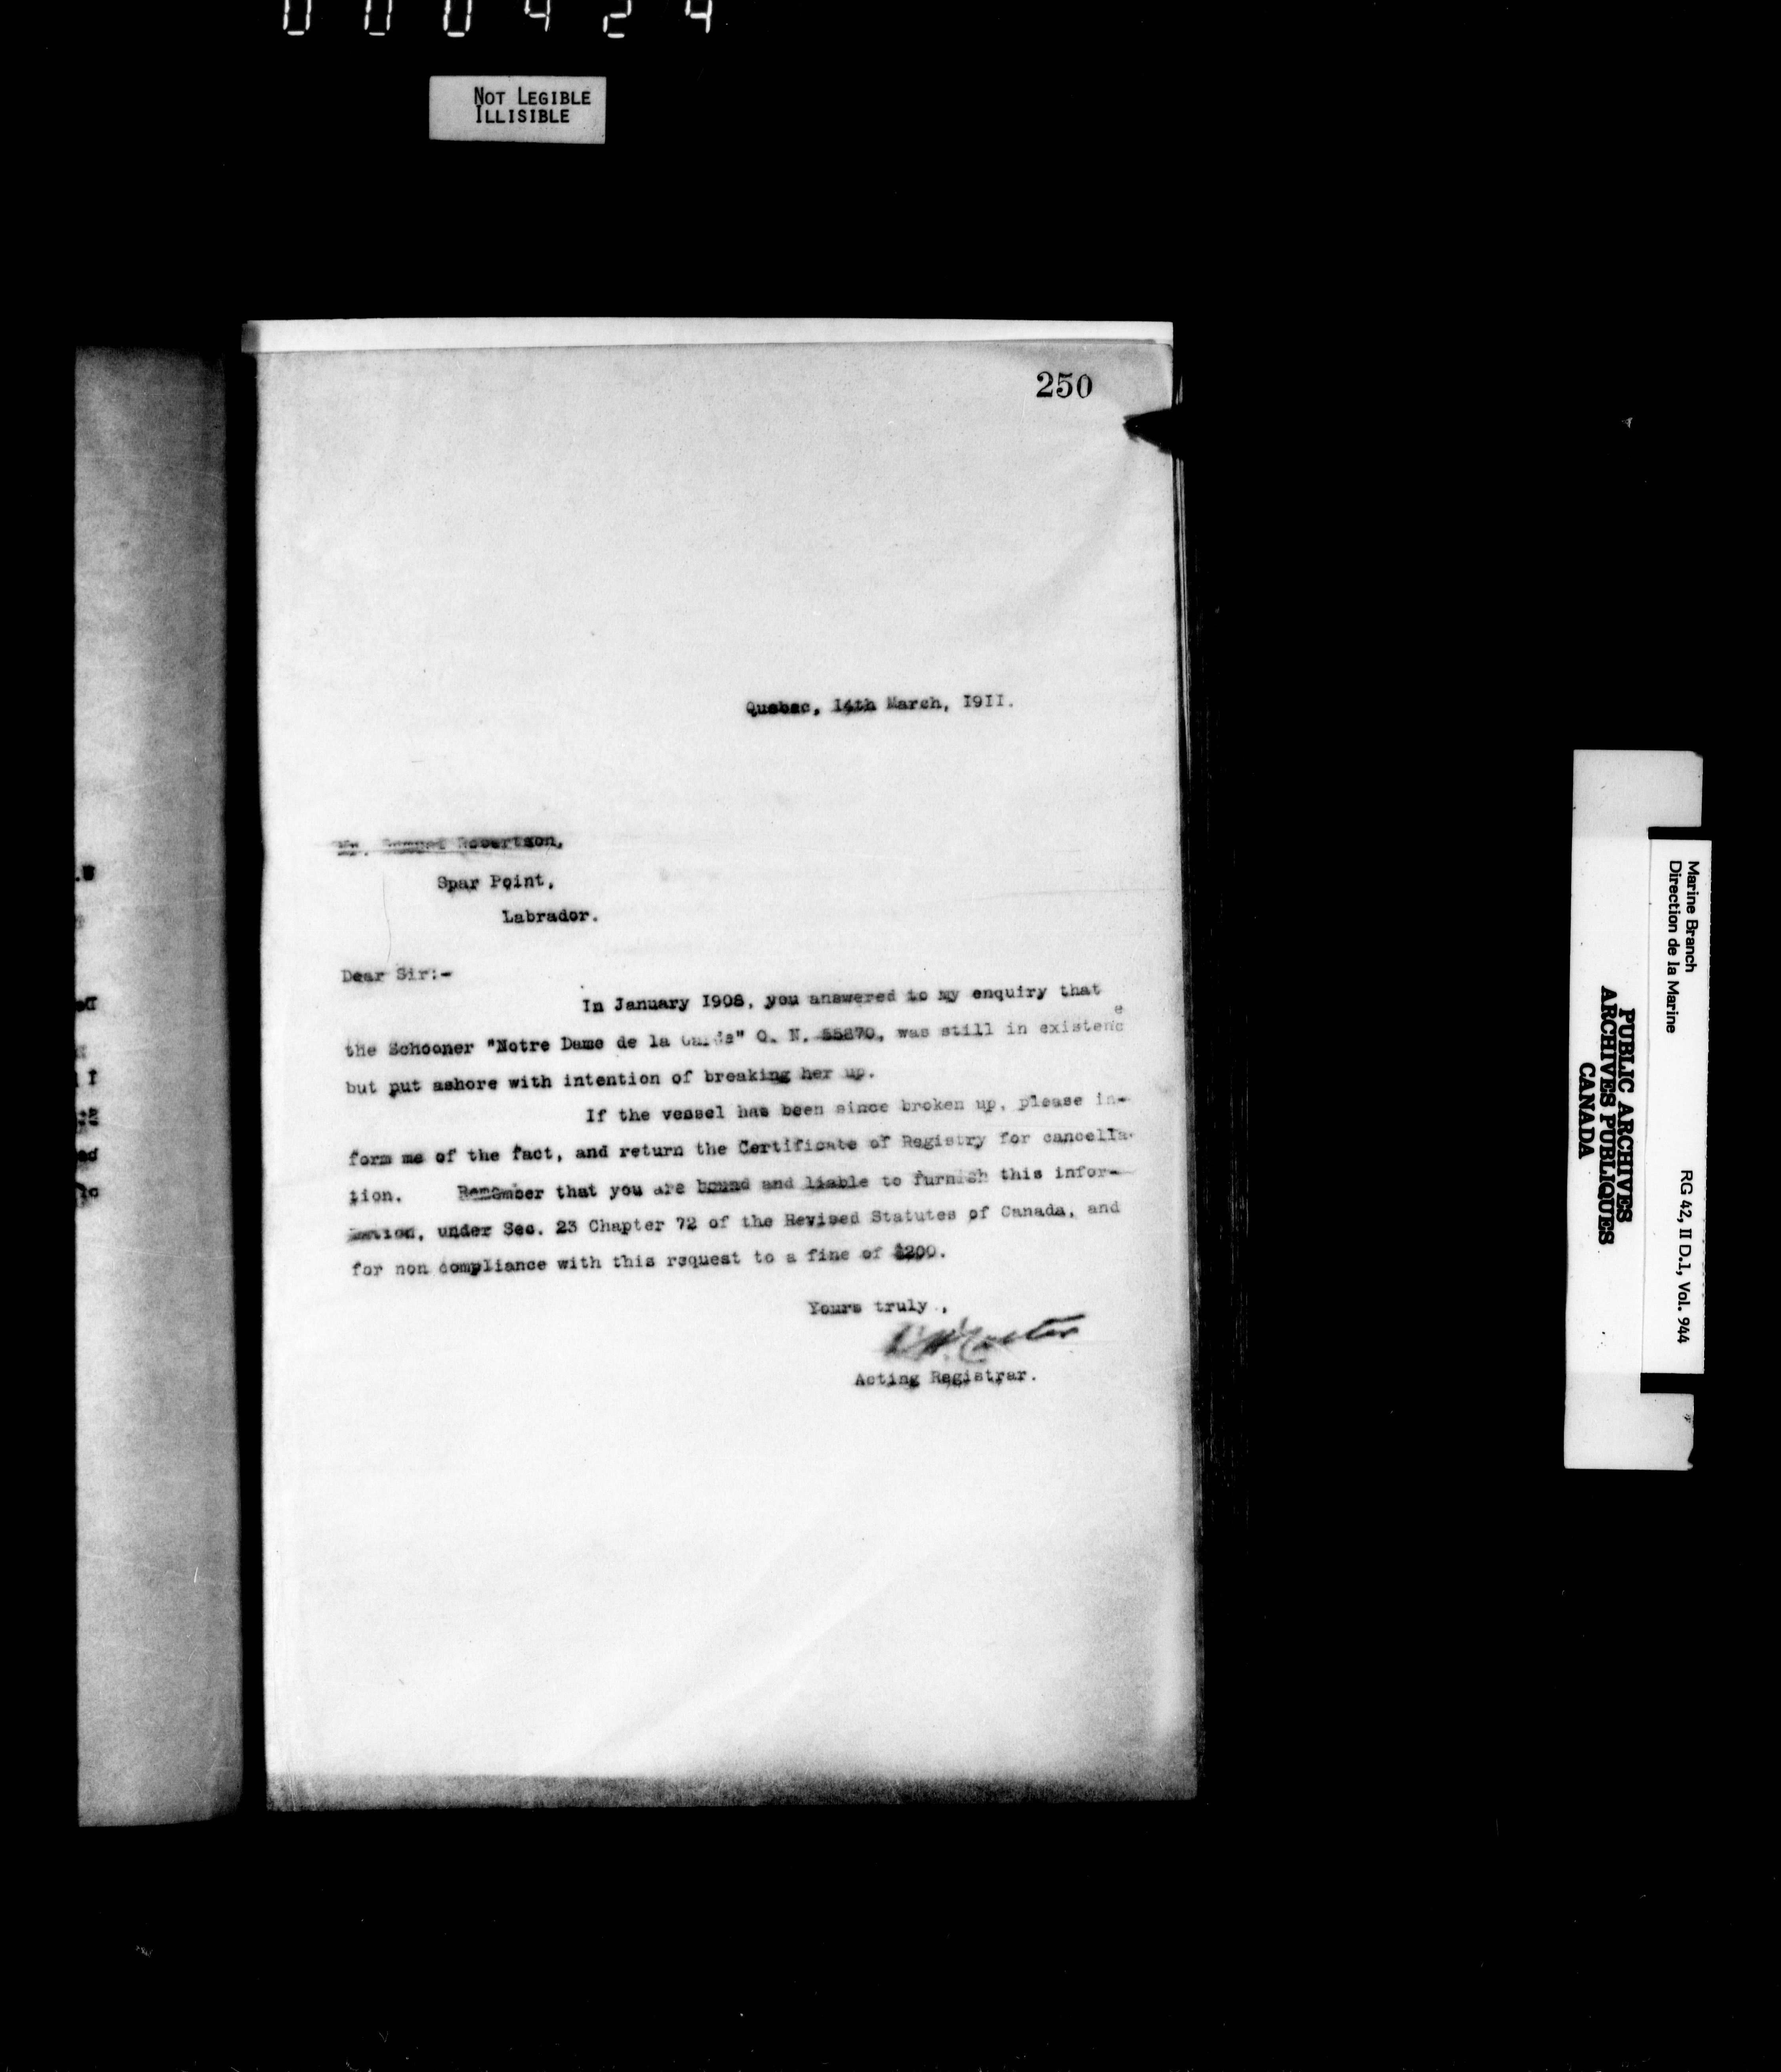 000424
NOT LEGIBLE
ILLISIBLE
250
Quebec, 14th March, I9II.
Robertson,
Spar Point,
Labrador.
Dear Sir:-
In January I908, you answered to my enquiry that
the Schooner "Notre Dame de la Garde" O. N. was still in existenc
e
but put ashore with intention of breaking her up.
If the vessel has been since broken up, please in-
form me of the fact, and return the Certificate of Registry for cancella-
tion. Remember that you are bound and liable to furnish this infor-
mation, under Sec. 23 Chapter 72 of the Revised Statutes of Canada, and
for non compliance with this request to a fine of $200.
Yours truly,
Acting Registrar.
Marine Branch
Direction de la Marine
RG 42, II D.1, Vol. 944
PUBLIC ARCHIVES
ARCHIVES PUBLIQUES
CANADA